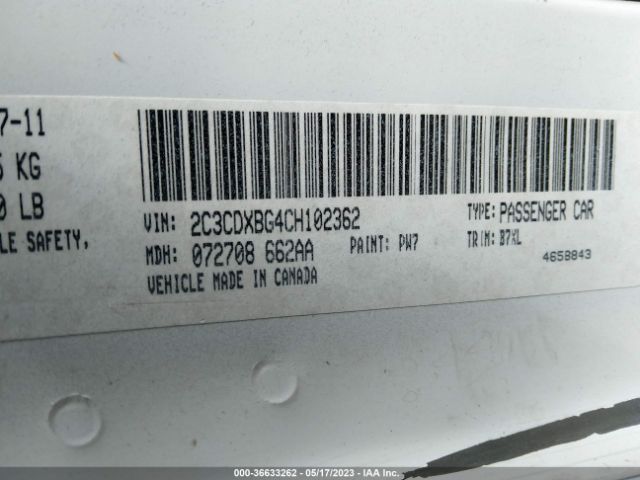 7-11
KG
LB
LE SAFETY,
VIN: 2C3CDXBG4CH102362
TYPE: PASSENGER CAR
MDH: 072708 662AA
PAINT: PW7
TRIM: B7XL
VEHICLE MADE IN CANADA
4658843
000-36633262 - 05/17/2023 - IAA Inc.